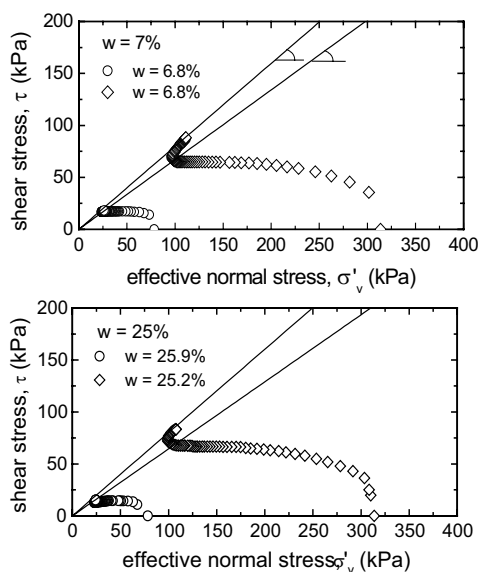 200
150
100
50
0
shear stress, τ (kPa)
w = 7%
w = 6.8%
w = 6.8%
0 50 100 150 200 250 300 350 400
effective normal stress, σ'v (kPa)
200
150
100
50
0
shear stress, τ (kPa)
w = 25%
w = 25.9%
w = 25.2%
0 50 100 150 200 250 300 350 400
effective normal stress, σ'v (kPa)